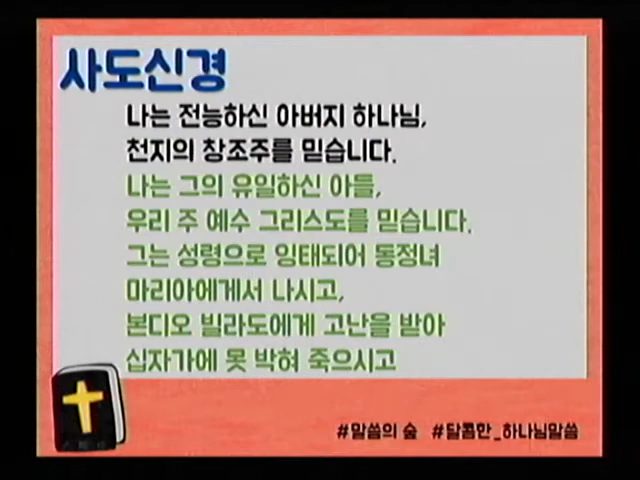 사도신경
나는 전능하신 아버지 하나님,
천지의 창조주를 믿습니다.
나는 그의 유일하신 아들,
우리 주 예수 그리스도를 믿습니다.
그는 성령으로 잉태되어 동정녀
마리아에게서 나시고,
본디오 빌라도에게 고난을 받아
십자가에 못 박혀 죽으시고
#말씀의 숲 #달콤한_하나님말씀